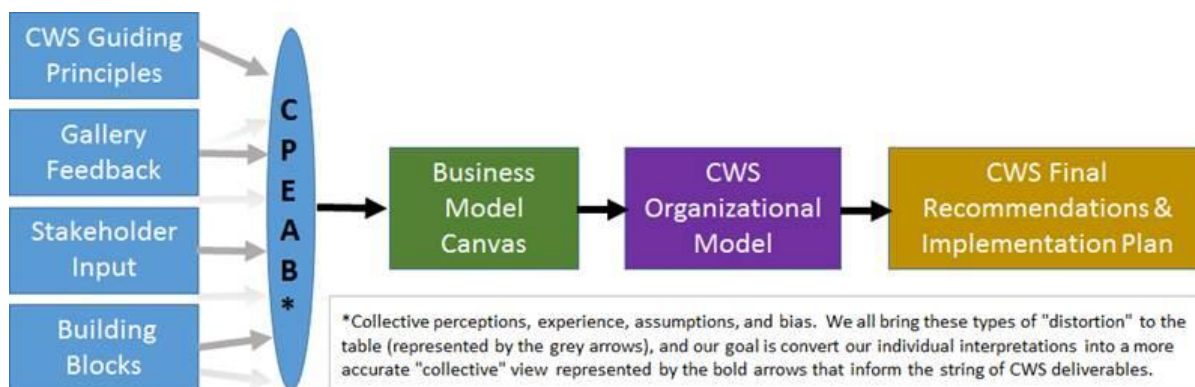 CWS Guiding
Principles
Gallery
Feedback
Stakeholder
Input
Building
Blocks
C
P
E
A
B
*
Business
Model
Canvas
CWS
Organizational
Model
CWS Final
Recommendations &
Implementation Plan
*Collective perceptions, experience, assumptions, and bias.  We all bring these types of "distortion" to the
table (represented by the grey arrows), and our goal is convert our individual interpretations into a more
accurate "collective" view represented by the bold arrows that inform the string of CWS deliverables.